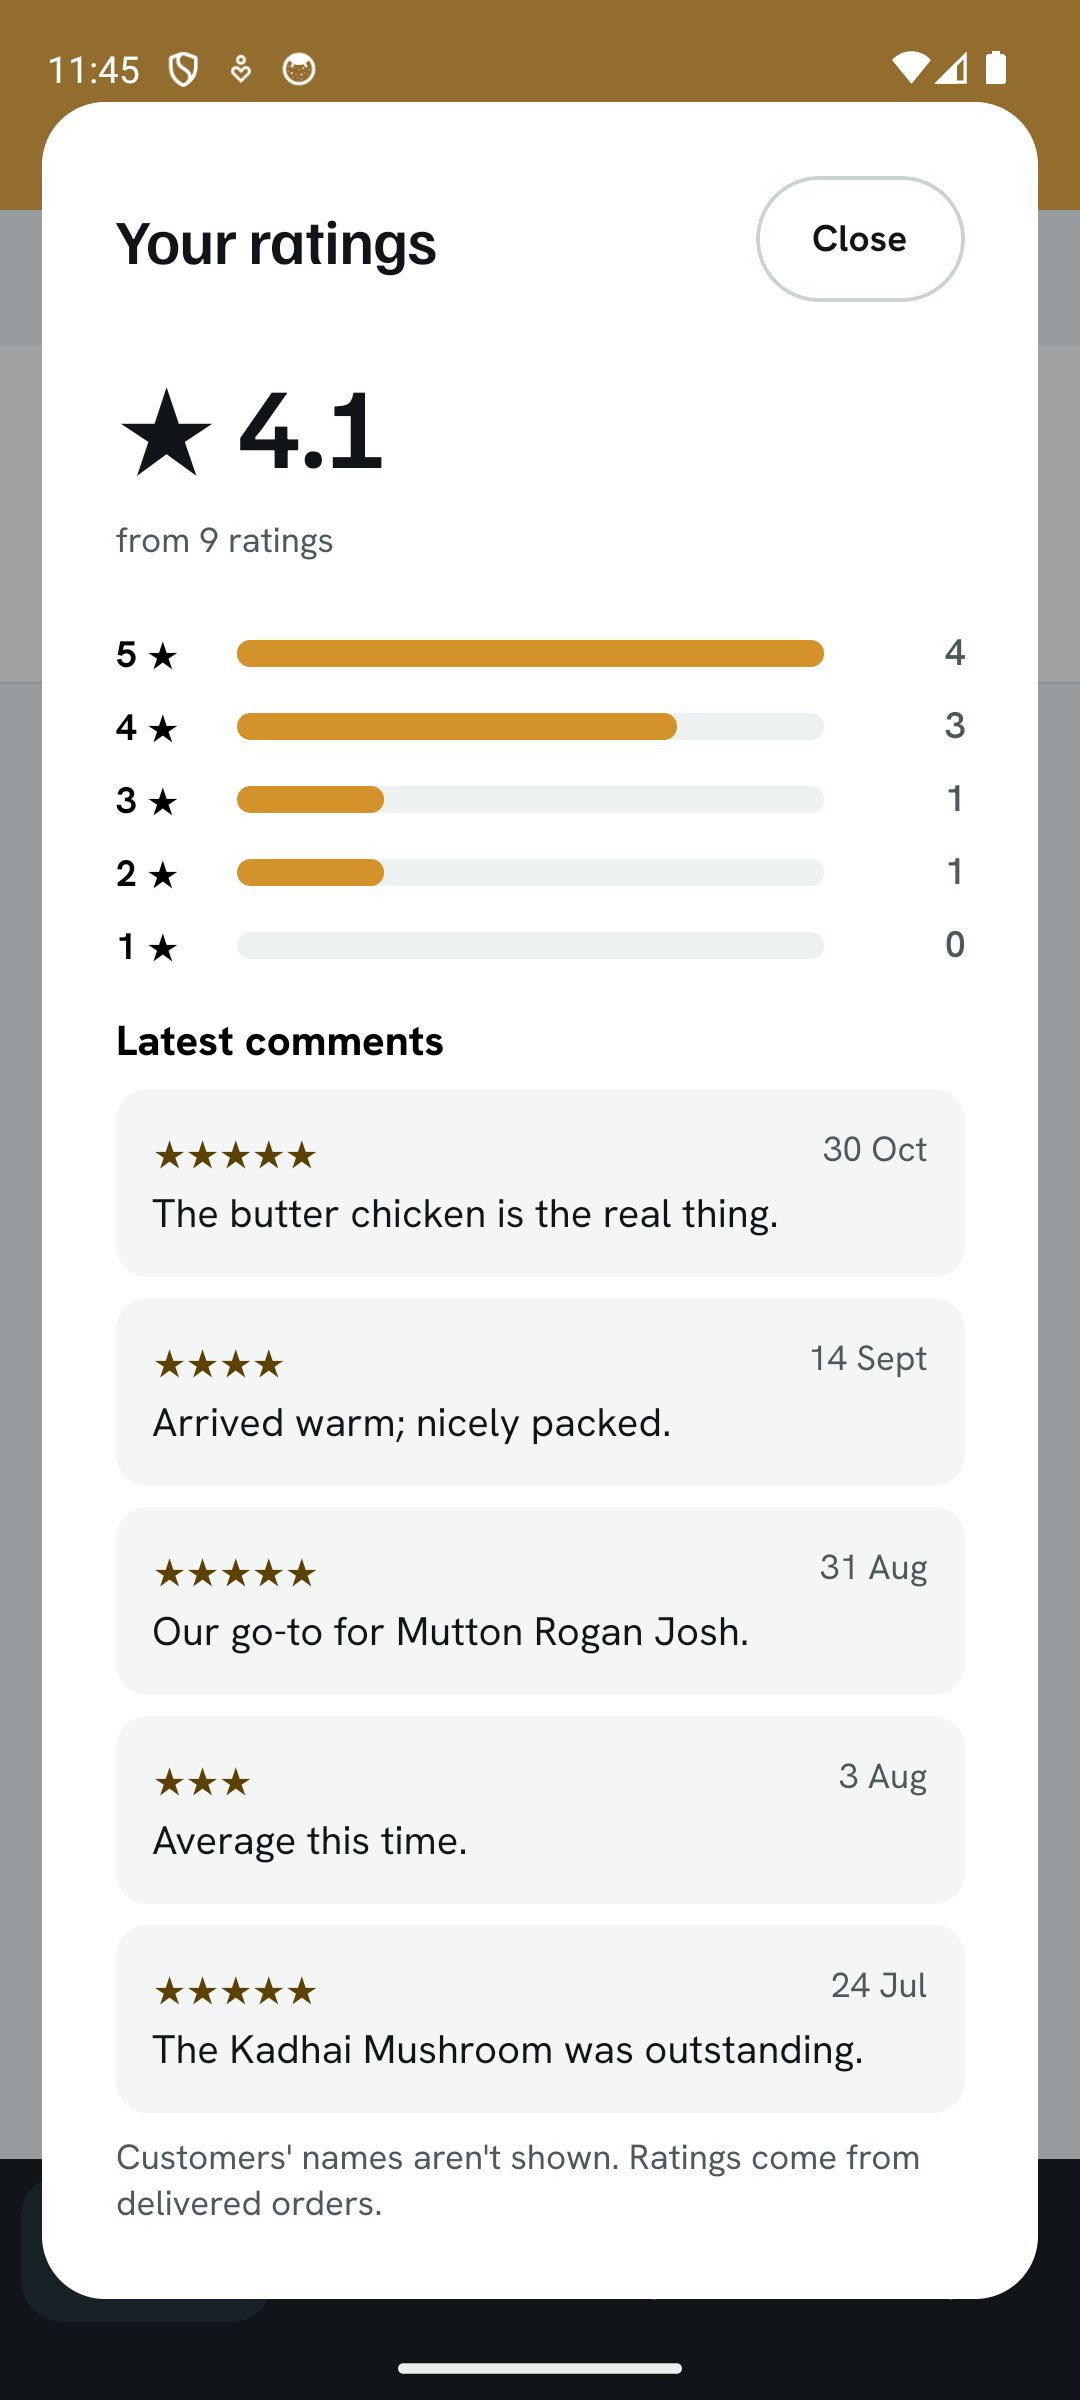 11:45
Your ratings
Close
★ 4.1
from 9 ratings
5 ★ 4
4 ★ 3
3 ★ 1
2 ★ 1
1 ★ 0
Latest comments
★★★★★ 30 Oct
The butter chicken is the real thing.
★★★★ 14 Sept
Arrived warm; nicely packed.
★★★★★ 31 Aug
Our go-to for Mutton Rogan Josh.
★★★ 3 Aug
Average this time.
★★★★★ 24 Jul
The Kadhai Mushroom was outstanding.
Customers' names aren't shown. Ratings come from
delivered orders.